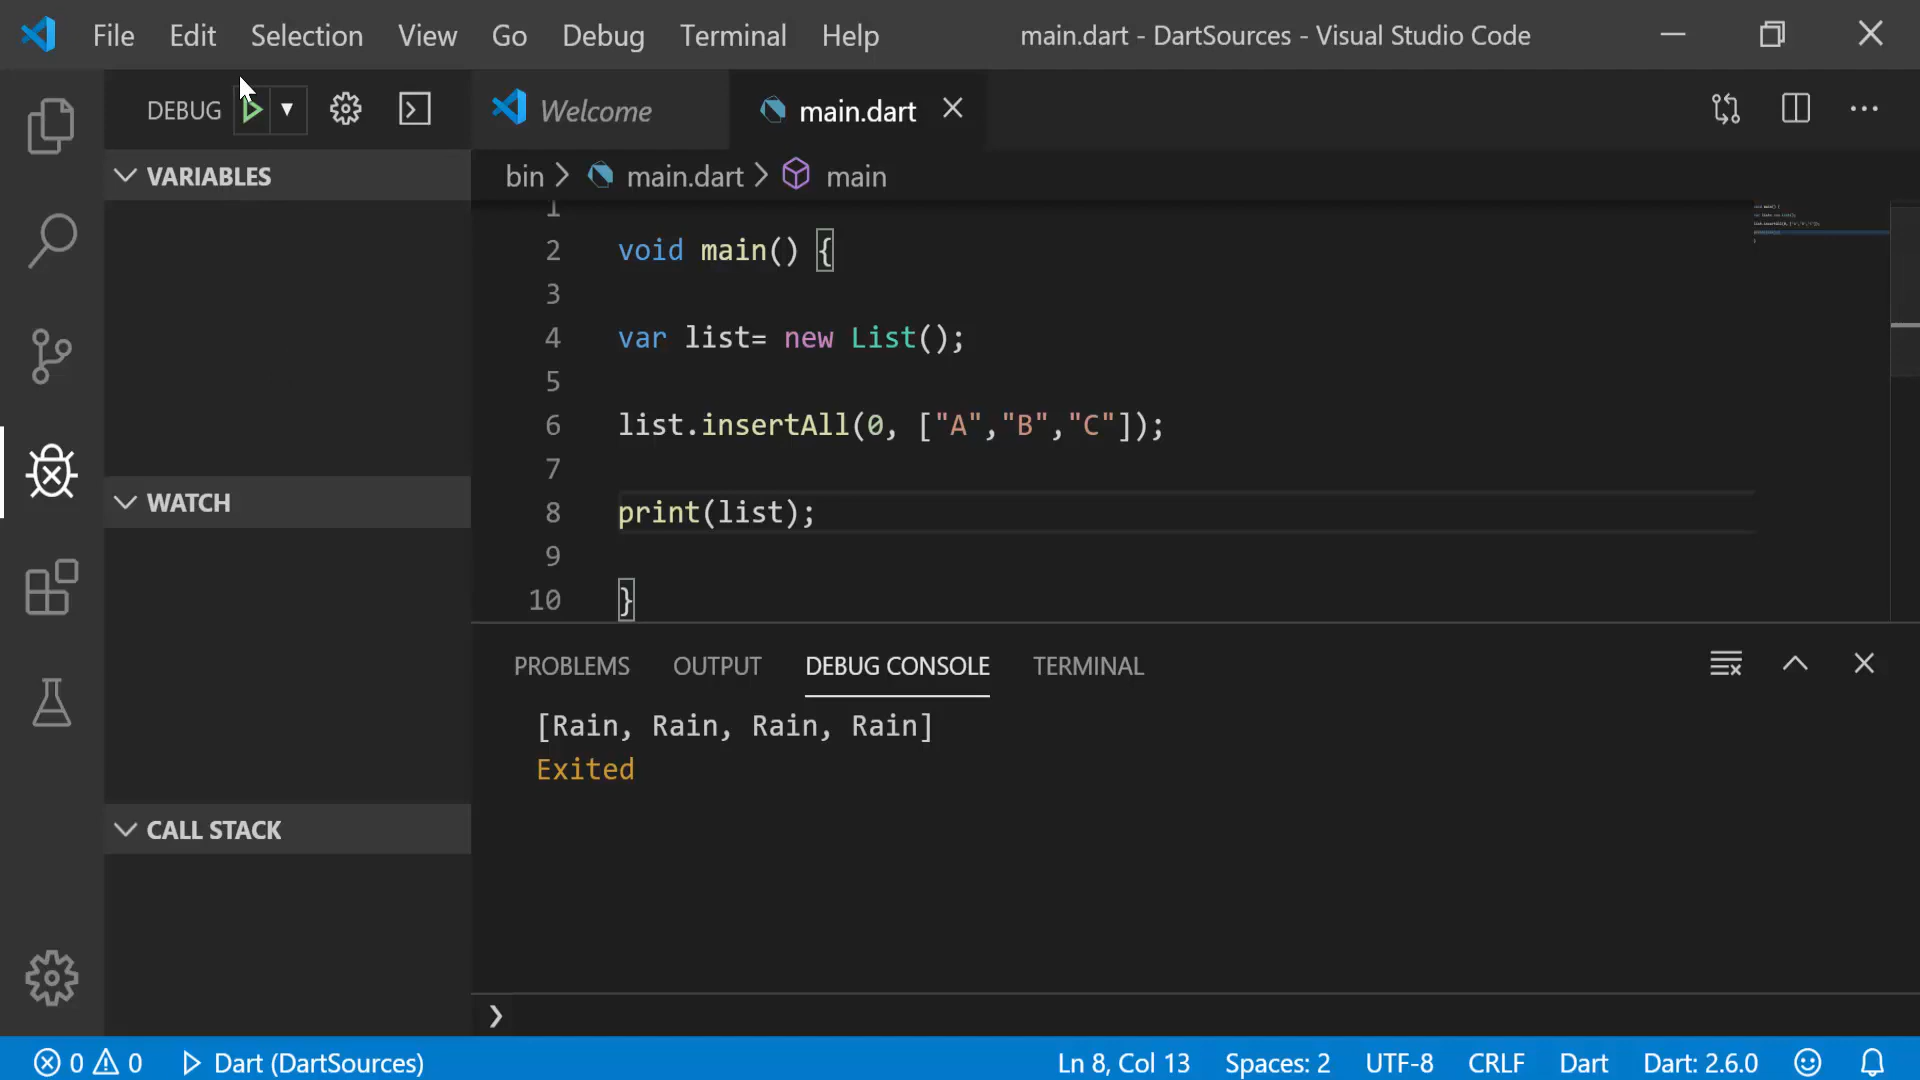 File Edit Selection View Go Debug Terminal Help main.dart - DartSources - Visual Studio Code
DEBUG
Welcome main.dart
VARIABLES
bin main.dart main
1
2 void main() {
3
4 var list= new List();
5
6 list.insertAll(0, ["A","B","C"]);
7
8 print(list);
9
10 }
WATCH
CALL STACK
PROBLEMS OUTPUT DEBUG CONSOLE TERMINAL
[Rain, Rain, Rain, Rain]
Exited
0 0 Dart (DartSources) Ln 8, Col 13 Spaces: 2 UTF-8 CRLF Dart Dart: 2.6.0